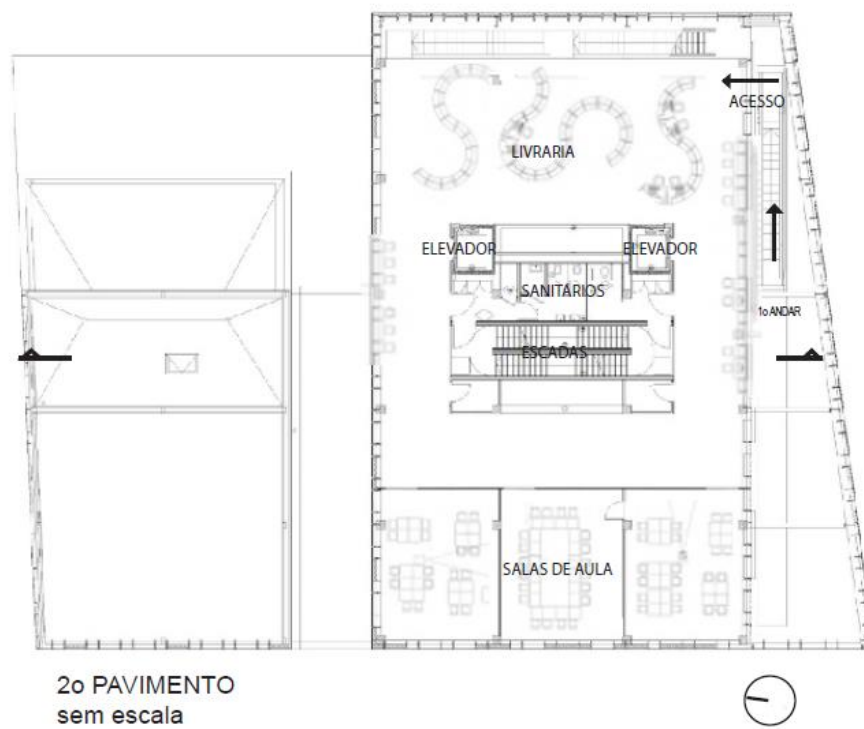 ACESSO
LIVRARIA
ELEVADOR
ELEVADOR
SANITÁRIOS
1o ANDAR
ESCADAS
SALAS DE AULA
2o PAVIMENTO
sem escala